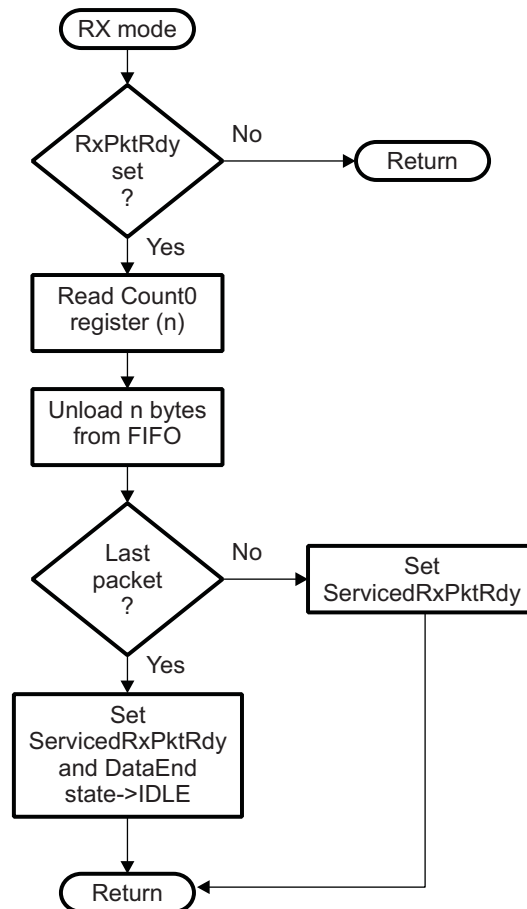 RX mode
RxPktRdy
set
?
No
Return
Yes
Read Count0
register (n)
Unload n bytes
from FIFO
Last
packet
?
No
Set
ServicedRxPktRdy
Yes
Set
ServicedRxPktRdy
and DataEnd
state->IDLE
Return